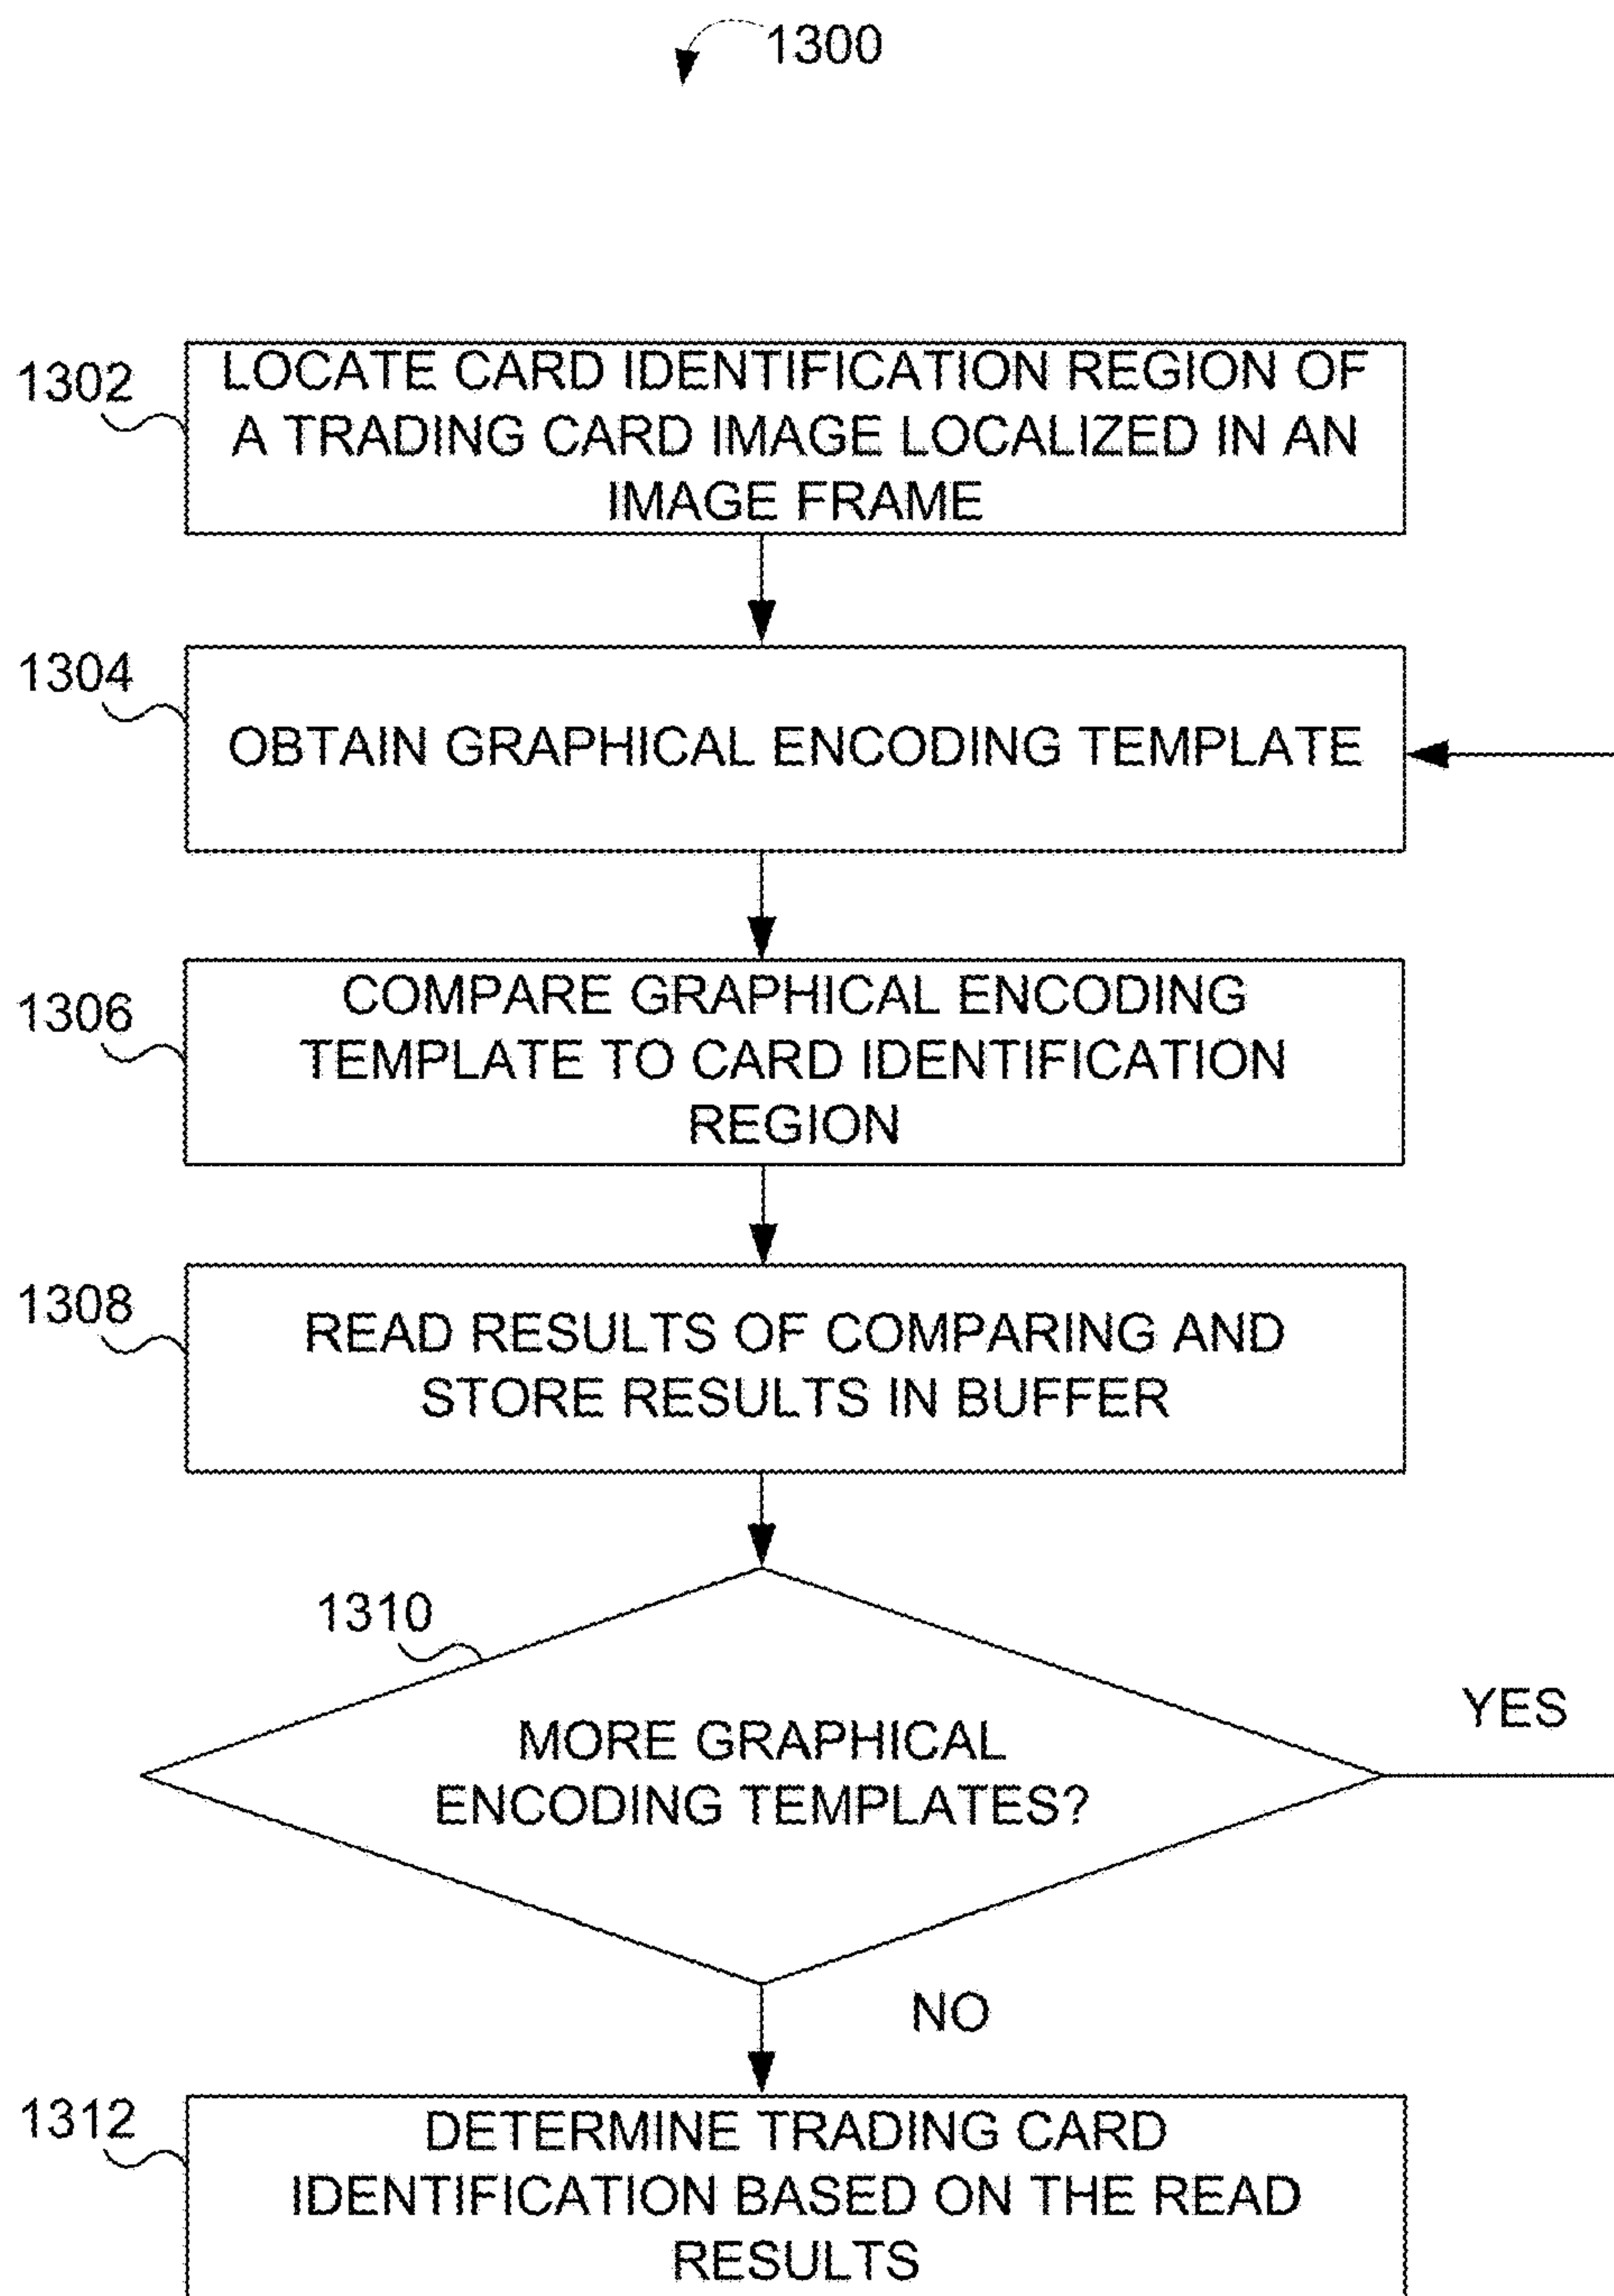 1300
1302
LOCATE CARD IDENTIFICATION REGION OF
A TRADING CARD IMAGE LOCALIZED IN AN
IMAGE FRAME
1304
OBTAIN GRAPHICAL ENCODING TEMPLATE
1306
COMPARE GRAPHICAL ENCODING
TEMPLATE TO CARD IDENTIFICATION
REGION
1308
READ RESULTS OF COMPARING AND
STORE RESULTS IN BUFFER
1310
MORE GRAPHICAL
ENCODING TEMPLATES?
YES
NO
1312
DETERMINE TRADING CARD
IDENTIFICATION BASED ON THE READ
RESULTS